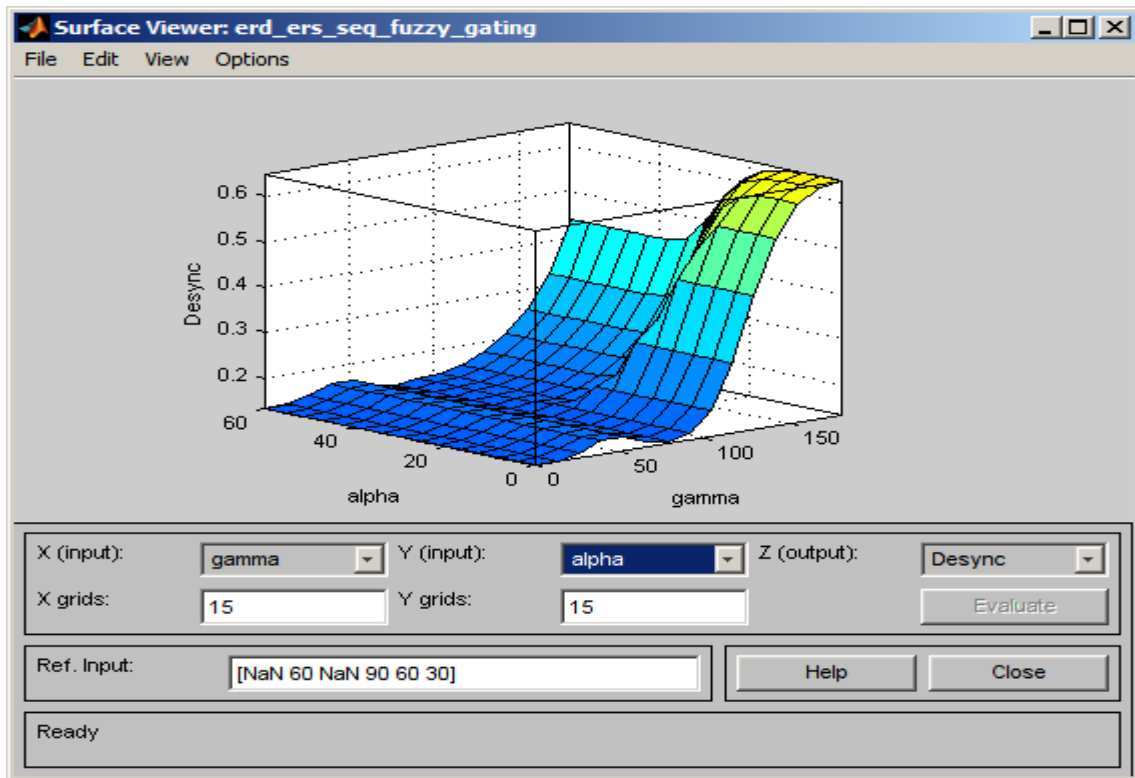 Surface Viewer: erd_ers_seq_fuzzy_gating
File Edit View Options
0.6
0.5
0.4
0.3
0.2
Desync
60
40
20
0
alpha
0
50
100
150
gamma
X (input): gamma Y (input): alpha Z (output): Desync
X grids: 15 Y grids: 15 Evaluate
Ref. Input: [NaN 60 NaN 90 60 30] Help Close
Ready